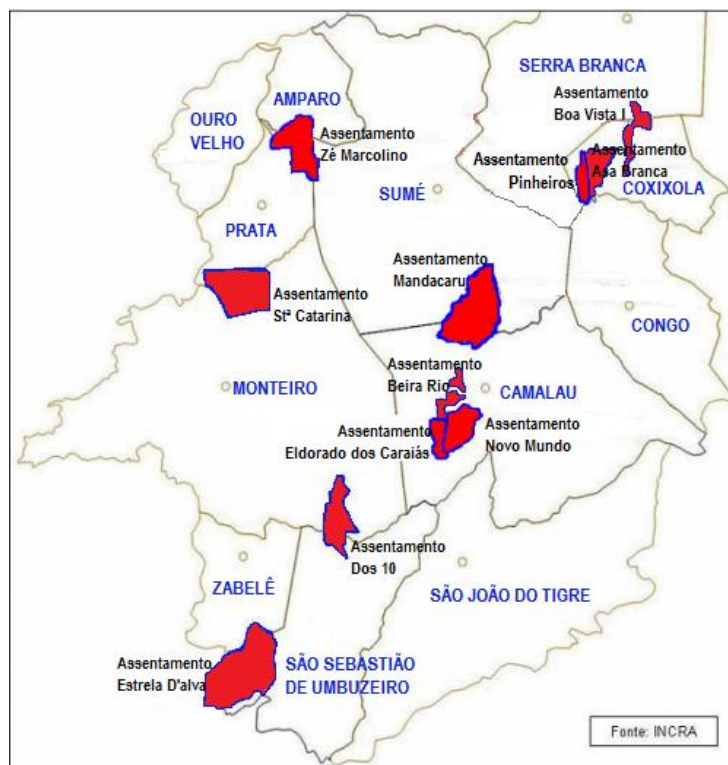 SERRA BRANCA
Assentamento
Boa Vista I
AMPARO
OURO
VELHO
Assentamento
Zé Marcolino
Assentamento
Pinheiros
Assentamento
Asa Branca
COXIXOLA
SUMÉ
PRATA
Assentamento
Mandacaru
Assentamento
Stª Catarina
CONGO
MONTEIRO
Assentamento
Beira Rio
CAMALAU
Assentamento
Eldorado dos Caraiás
Assentamento
Novo Mundo
Assentamento
Dos 10
ZABELÊ
SÃO JOÃO DO TIGRE
Assentamento
Estrela D'alva
SÃO SEBASTIÃO
DE UMBUZEIRO
Fonte: INCRA